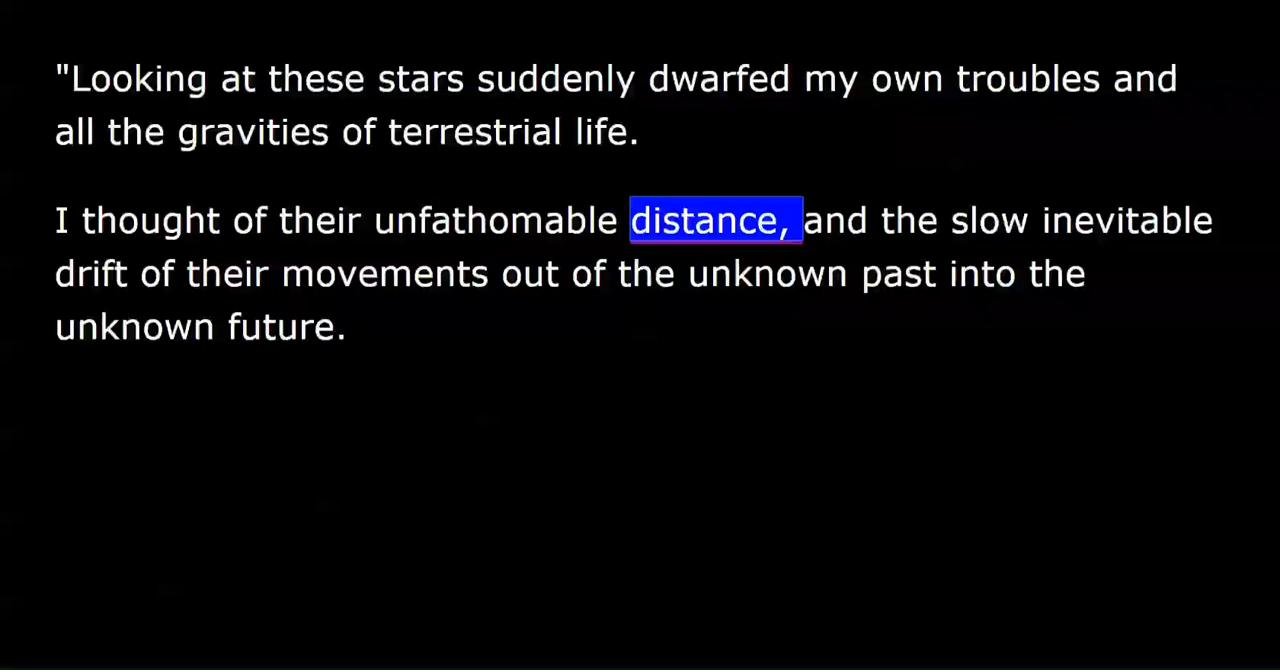 "Looking at these stars suddenly dwarfed my own troubles and
all the gravities of terrestrial life.
I thought of their unfathomable distance, and the slow inevitable
drift of their movements out of the unknown past into the
unknown future.